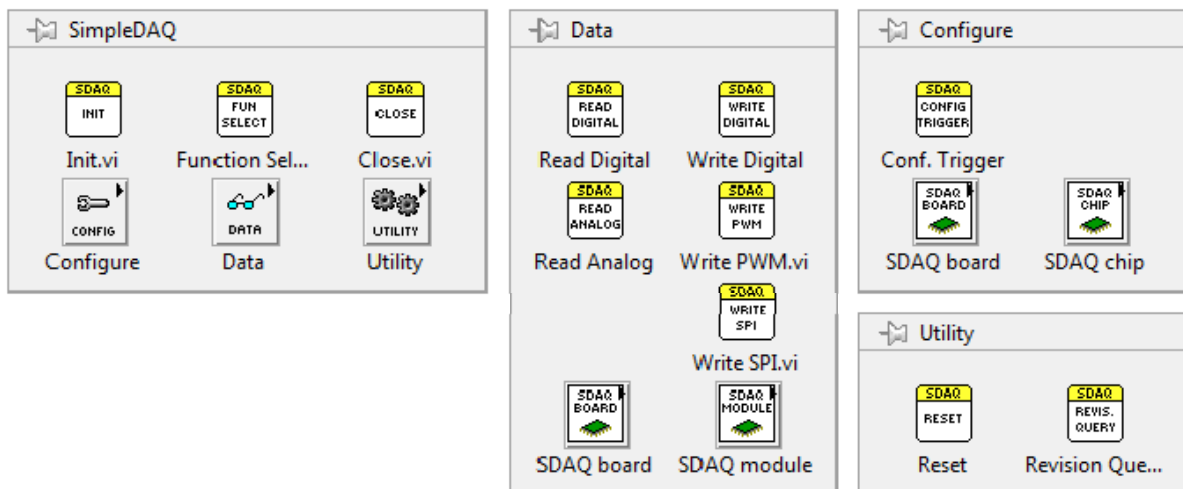 SimpleDAQ
SDAQ
INIT
Init.vi
SDAQ
FUN
SELECT
Function Sel...
SDAQ
CLOSE
Close.vi
CONFIG
Configure
DATA
Data
UTILITY
Utility
Data
SDAQ
READ
DIGITAL
Read Digital
SDAQ
WRITE
DIGITAL
Write Digital
SDAQ
READ
ANALOG
Read Analog
SDAQ
WRITE
PWM
Write PWM.vi
SDAQ
WRITE
SPI
Write SPI.vi
SDAQ
BOARD
SDAQ board
SDAQ
MODULE
SDAQ module
Configure
SDAQ
CONFIG
TRIGGER
Conf. Trigger
SDAQ
BOARD
SDAQ board
SDAQ
CHIP
SDAQ chip
Utility
SDAQ
RESET
Reset
SDAQ
REVIS.
QUERY
Revision Que...